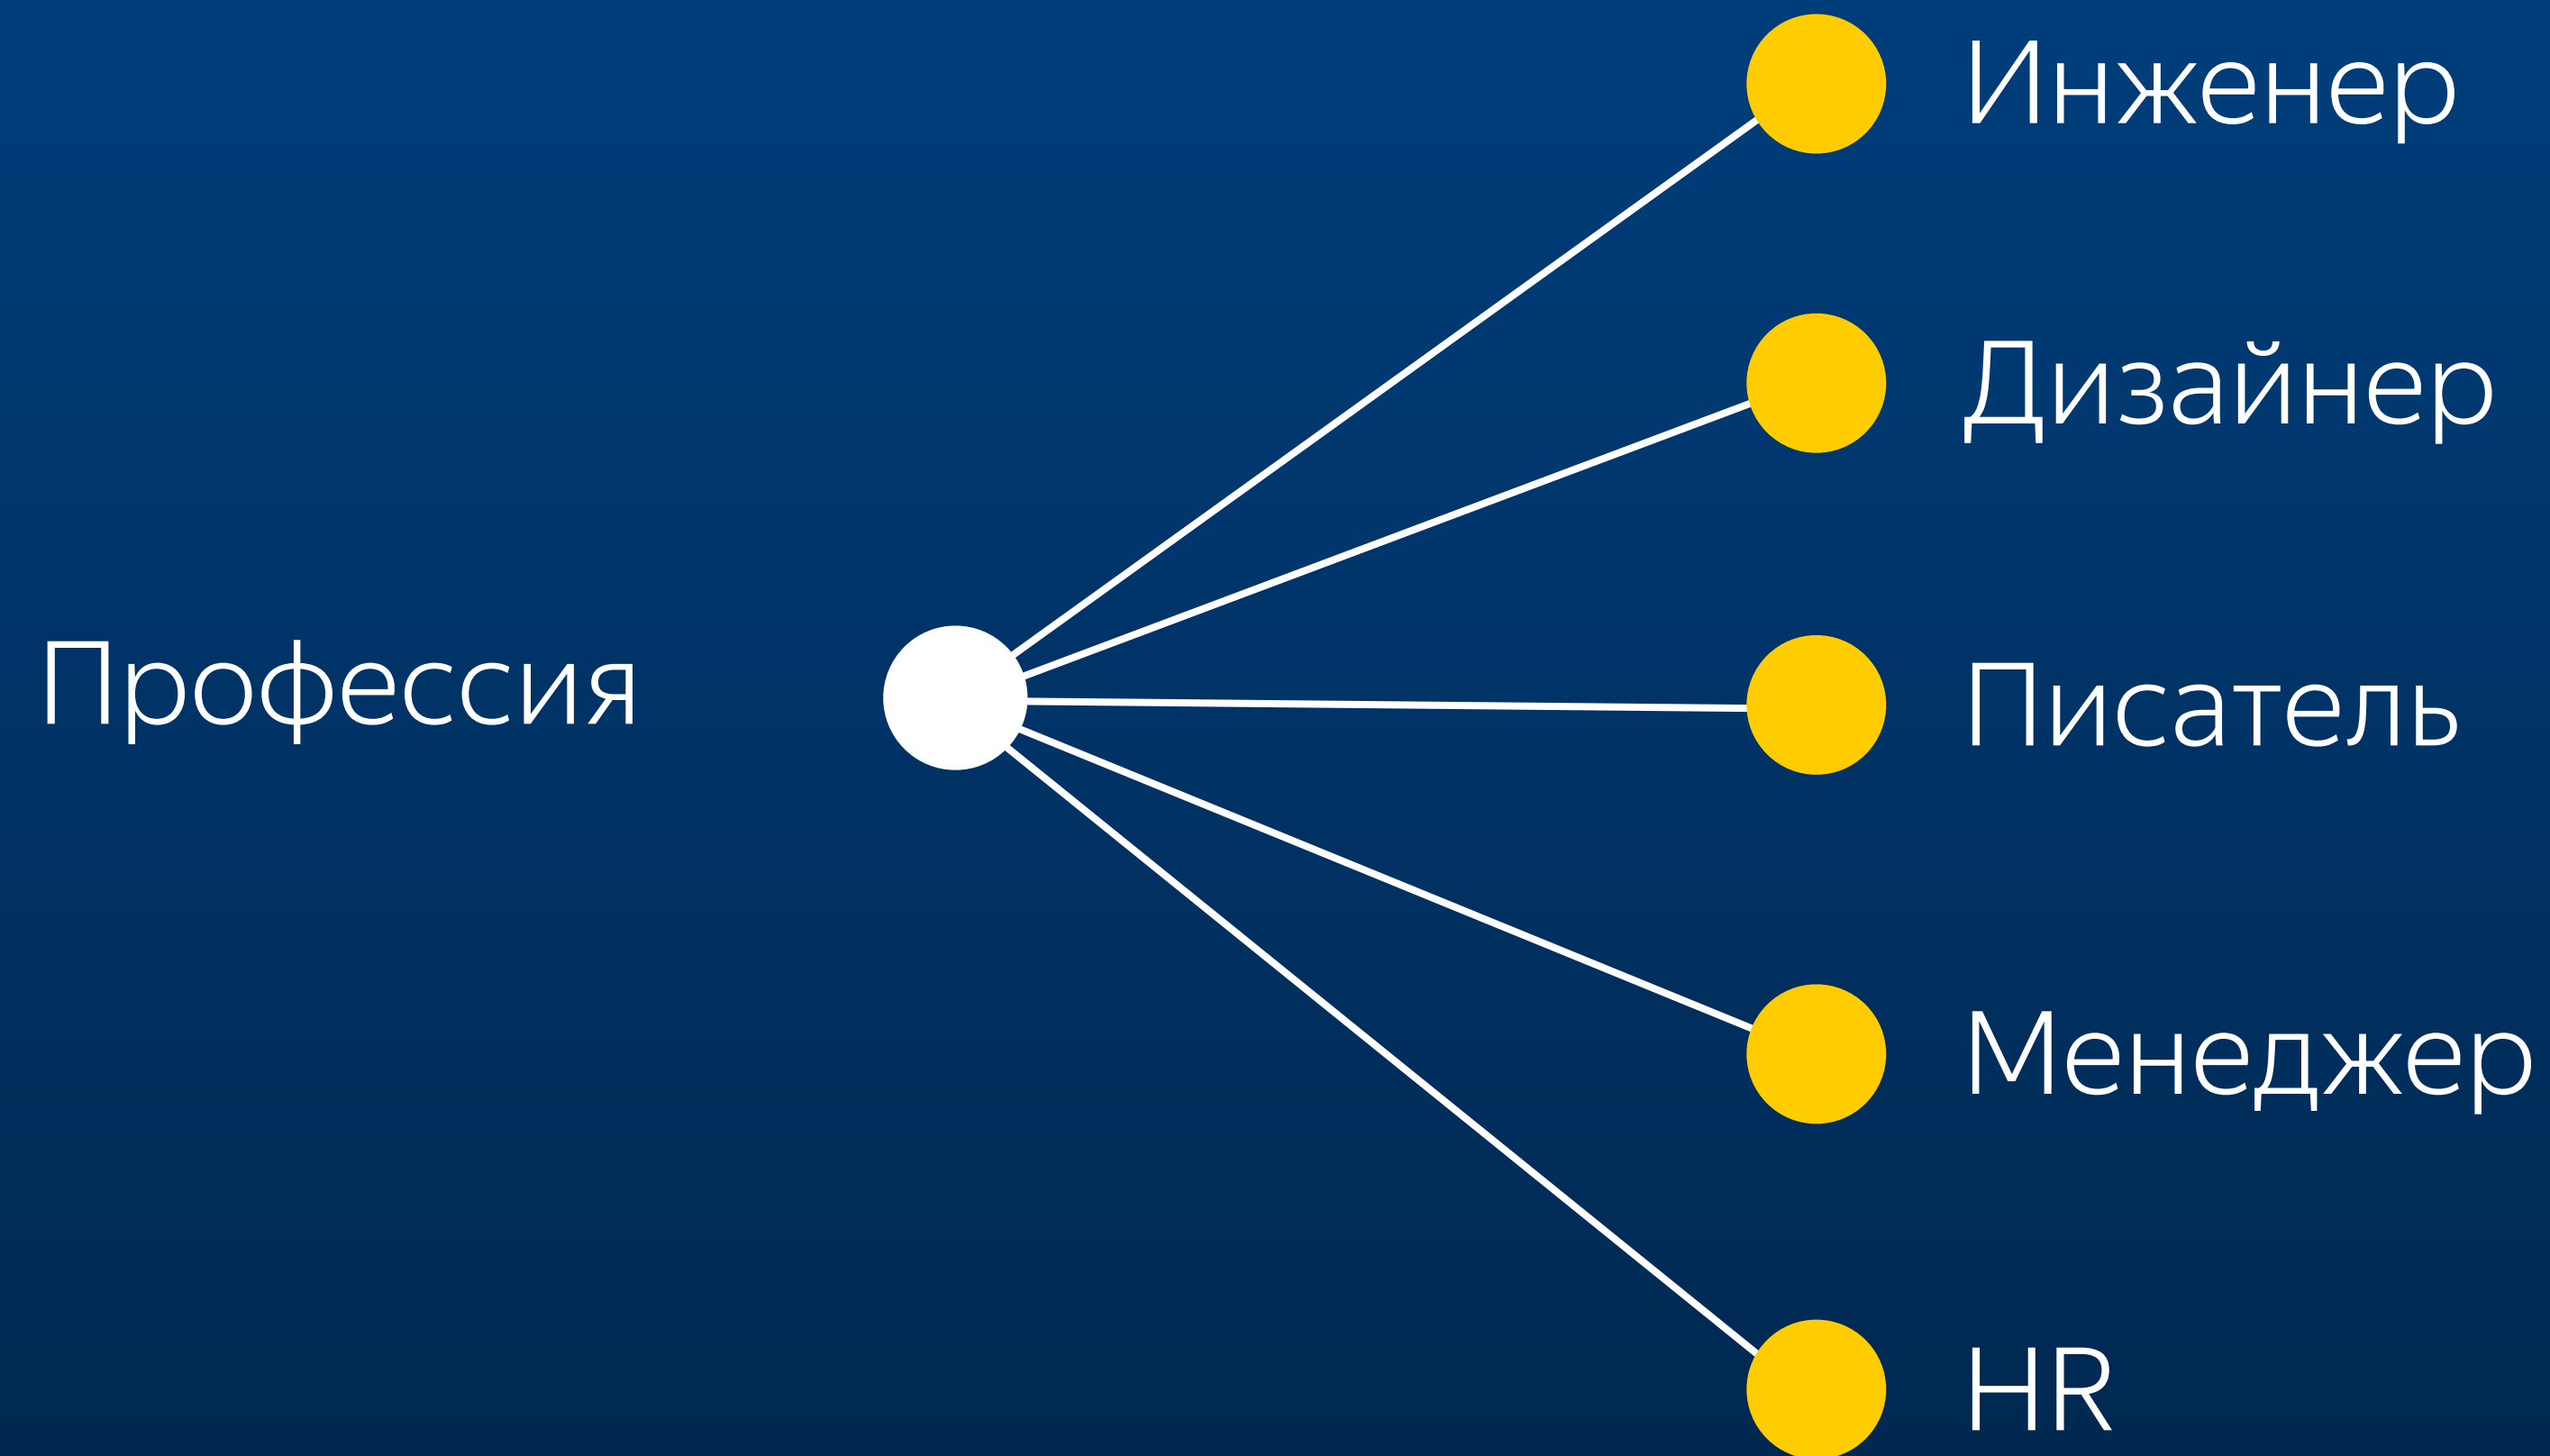 Профессия
Инженер
Дизайнер
Писатель
Менеджер
HR